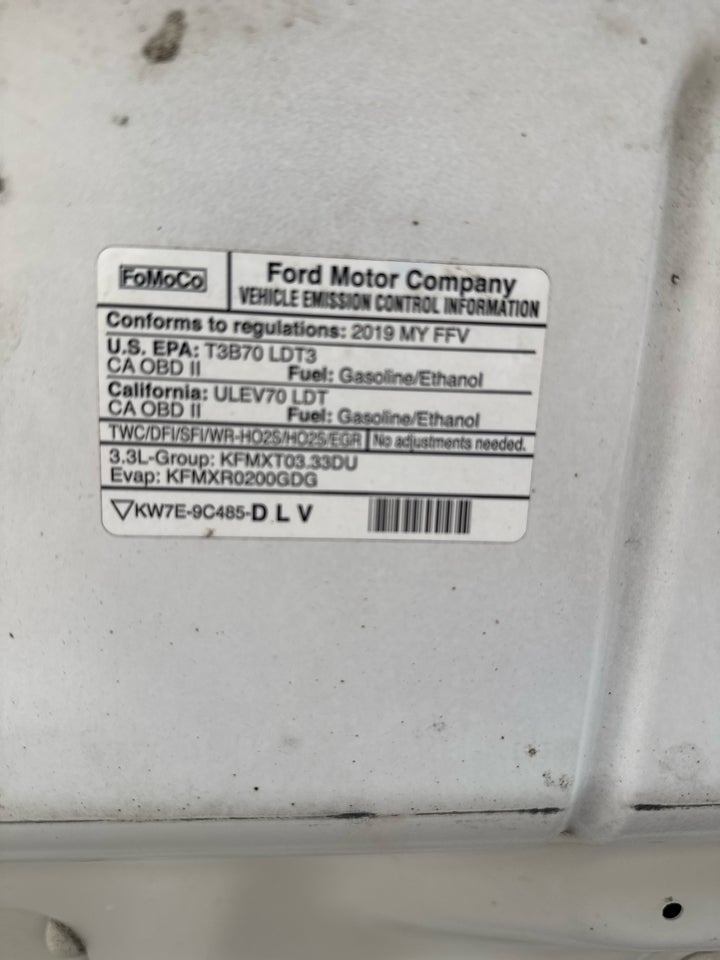 FoMoCo
Ford Motor Company
VEHICLE EMISSION CONTROL INFORMATION
Conforms to regulations: 2019 MY FFV
U.S. EPA: T3B70 LDT3
CA OBD II Fuel: Gasoline/Ethanol
California: ULEV70 LDT
CA OBD II Fuel: Gasoline/Ethanol
TWC/DFI/SFI/WR-HO2S/HO2S/EGR No adjustments needed.
3.3L-Group: KFMXT03.33DU
Evap: KFMXR0200GDG
KW7E-9C485-D L V